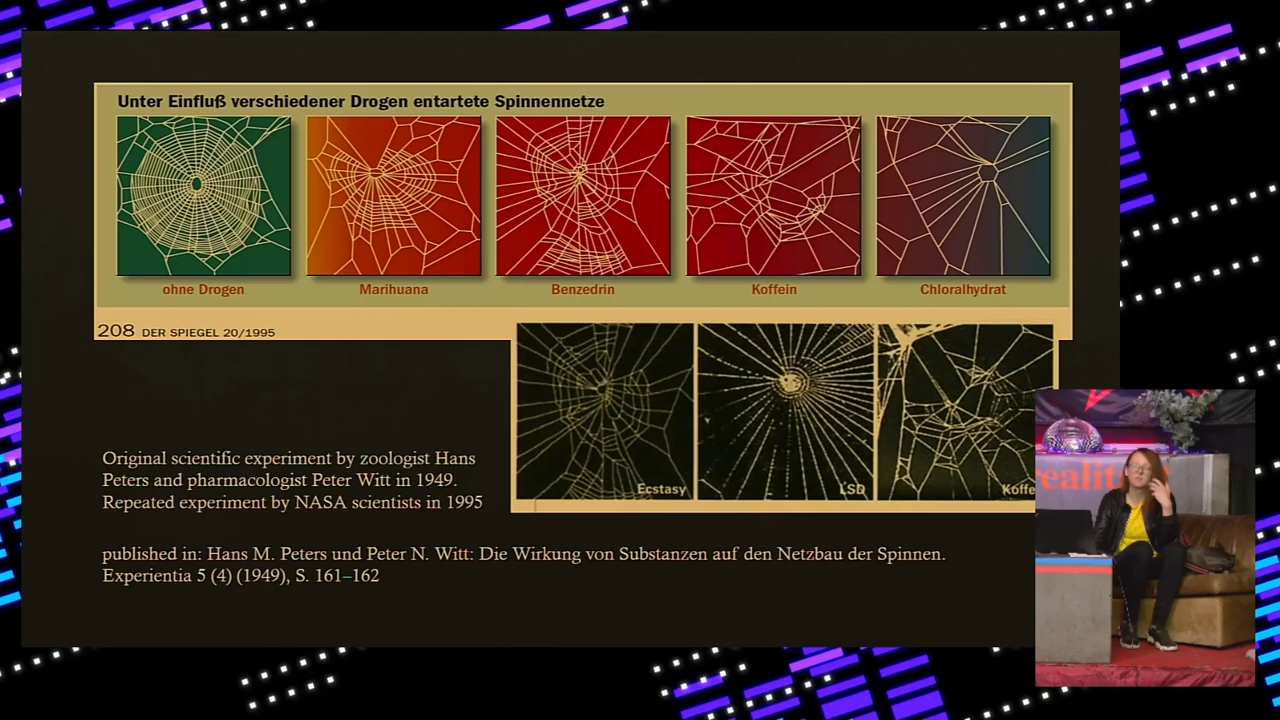 Unter Einfluß verschiedener Drogen entartete Spinnennetze
ohne Drogen
Marihuana
Benzedrin
Koffein
Chloralhydrat
208 DER SPIEGEL 20/1995
Ecstasy
LSD
Koffe
Original scientific experiment by zoologist Hans
Peters and pharmacologist Peter Witt in 1949.
Repeated experiment by NASA scientists in 1995
published in: Hans M. Peters und Peter N. Witt: Die Wirkung von Substanzen auf den Netzbau der Spinnen.
Experientia 5 (4) (1949), S. 161–162